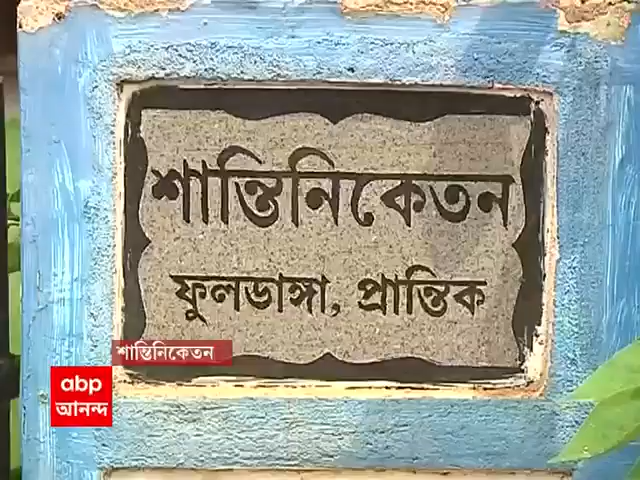 শান্তিনিকেতন
ফুলডাঙ্গা, প্রান্তিক
শান্তিনিকেতন
abp
আনন্দ